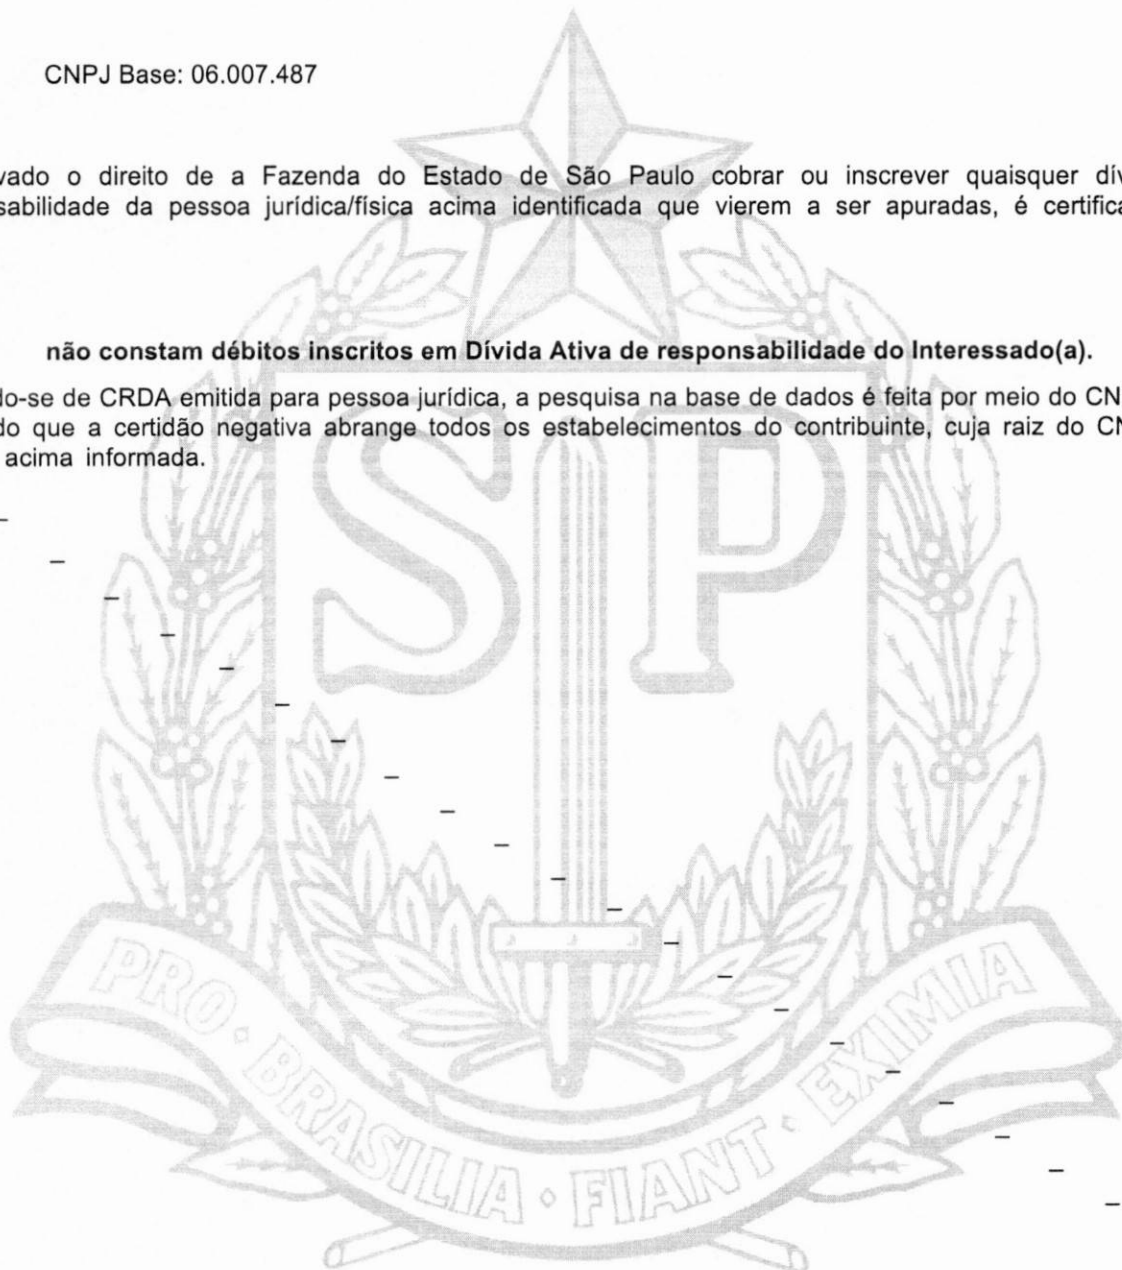 CNPJ Base: 06.007.487
vado o direito de a Fazenda do Estado de São Paulo cobrar ou inscrever quaisquer dív
sabilidade da pessoa jurídica/física acima identificada que vierem a ser apuradas, é certifica
não constam débitos inscritos em Dívida Ativa de responsabilidade do Interessado(a).
do-se de CRDA emitida para pessoa jurídica, a pesquisa na base de dados é feita por meio do CN
do que a certidão negativa abrange todos os estabelecimentos do contribuinte, cuja raiz do CN
acima informada.
SP
PRO • BRASILIA • FIANT • EXIMIA